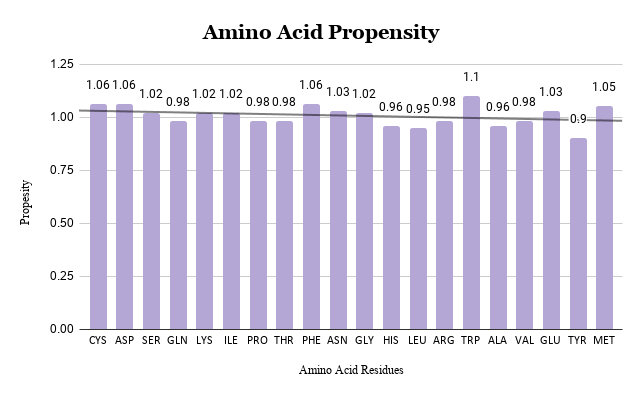 Amino Acid Propensity
Propesity
1.25
1.00
0.75
0.50
0.25
0.00
1.06 1.06 1.02 0.98 1.02 1.02 0.98 0.98 1.06 1.03 1.02 0.96 0.95 0.98 1.1 0.96 0.98 1.03 0.9 1.05
CYS ASP SER GLN LYS ILE PRO THR PHE ASN GLY HIS LEU ARG TRP ALA VAL GLU TYR MET
Amino Acid Residues